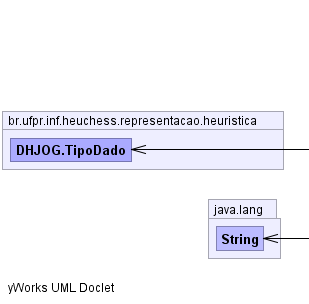 br.ufpr.inf.heuchess.representacao.heuristica
DHJOG.TipoDado
java.lang
String
yWorks UML Doclet